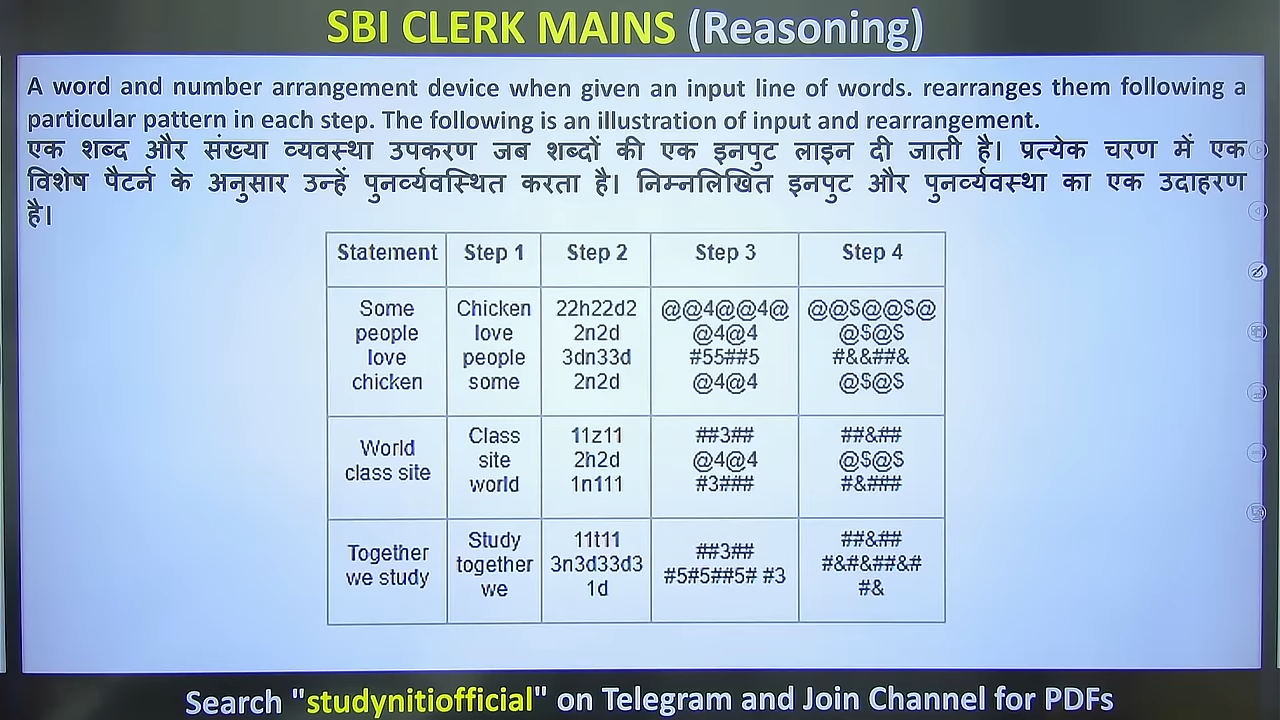 SBI CLERK MAINS (Reasoning)
A word and number arrangement device when given an input line of words. rearranges them following a
particular pattern in each step. The following is an illustration of input and rearrangement.
एक शब्द और संख्या व्यवस्था उपकरण जब शब्दों की एक इनपुट लाइन दी जाती है। प्रत्येक चरण में एक
विशेष पैटर्न के अनुसार उन्हें पुनर्व्यवस्थित करता है। निम्नलिखित इनपुट और पुनर्व्यवस्था का एक उदाहरण
है।
Statement Step 1 Step 2 Step 3 Step 4
Some Chicken 22h22d2 @@4@@4@ @@$@@$@
people love 2n2d @4@4 @$@$
love people 3dn33d #55##5 #&&##&
chicken some 2n2d @4@4 @$@$
World Class 11z11 ##3## ##&##
class site site 2h2d @4@4 @$@$
world 1n111 #3### #&###
Together Study 11t11 ##3## ##&##
we study together 3n3d33d3 #5#5##5# #3 #&#&##&#
we 1d #&
Search "studynitiofficial" on Telegram and Join Channel for PDFs